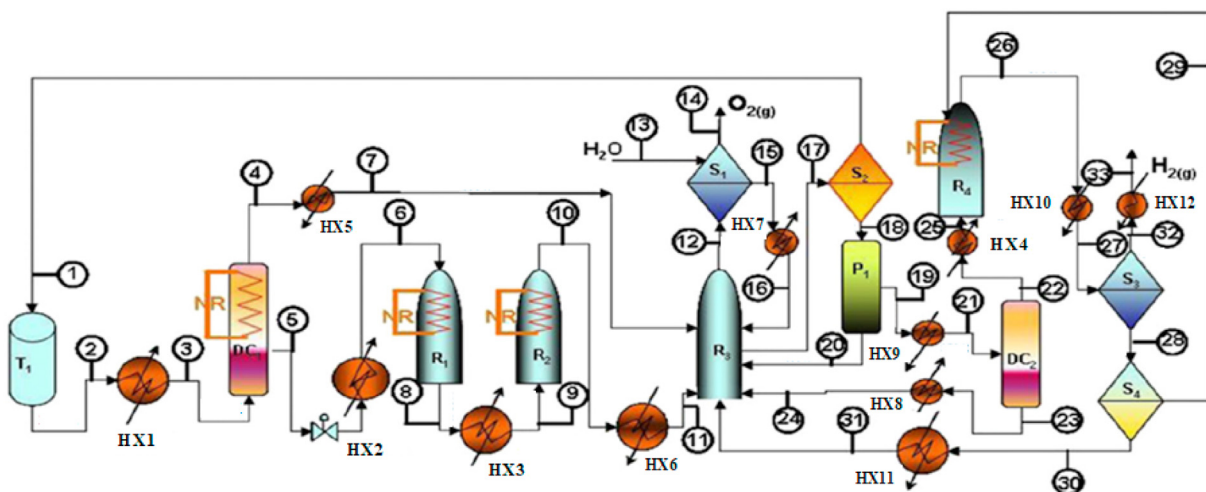 26
29
14
O2(g)
13
H2O
15
17
NR
33
H2(g)
4
7
S1
S2
R4
HX10
HX12
HX5
6
10
HX7
18
25
HX4
27
32
12
P1
19
22
S3
1
NR
5
NR
NR
16
21
R1
R2
R3
20
HX9
28
T1
2
3
DC1
DC2
HX8
S4
8
9
24
23
HX1
HX2
HX3
HX6
11
31
HX11
30